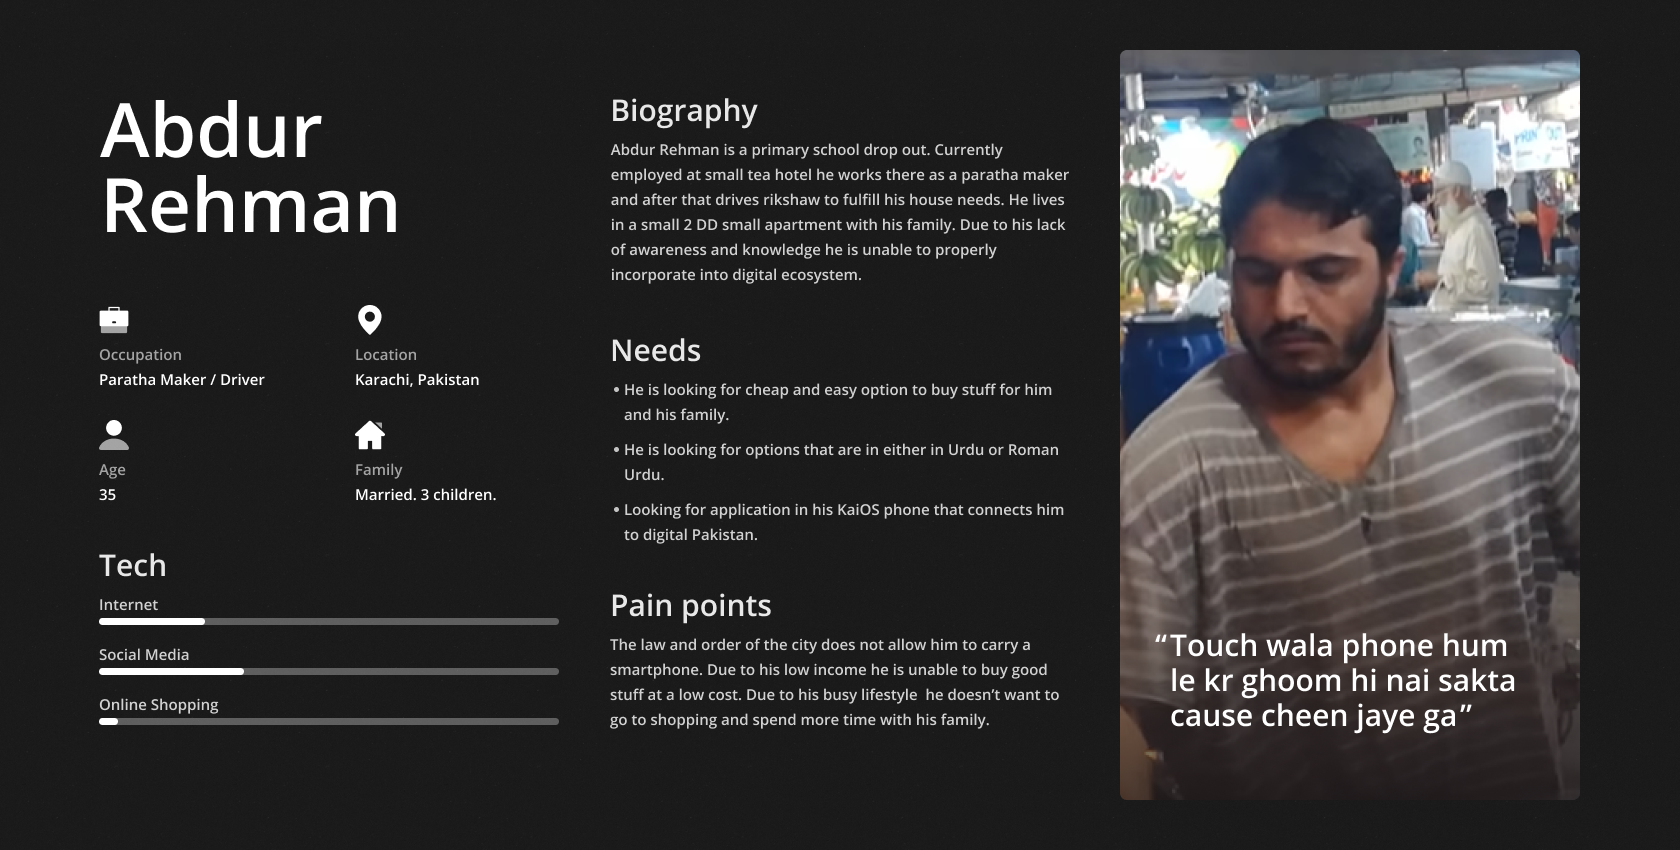 Abdur
Rehman
Occupation
Paratha Maker / Driver
Location
Karachi, Pakistan
Age
35
Family
Married. 3 children.
Tech
Internet
Social Media
Online Shopping
Biography
Abdur Rehman is a primary school drop out. Currently
employed at small tea hotel he works there as a paratha maker
and after that drives rikshaw to fulfill his house needs. He lives
in a small 2 DD small apartment with his family. Due to his lack
of awareness and knowledge he is unable to properly
incorporate into digital ecosystem.
Needs
• He is looking for cheap and easy option to buy stuff for him
and his family.
• He is looking for options that are in either in Urdu or Roman
Urdu.
• Looking for application in his KaiOS phone that connects him
to digital Pakistan.
Pain points
The law and order of the city does not allow him to carry a
smartphone. Due to his low income he is unable to buy good
stuff at a low cost. Due to his busy lifestyle  he doesn’t want to
go to shopping and spend more time with his family.
PRINT OUT
“Touch wala phone hum
le kr ghoom hi nai sakta
cause cheen jaye ga”